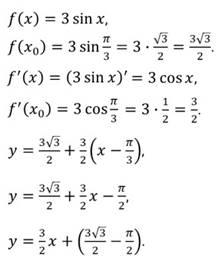 f(x) = 3 sin x,
f(x₀) = 3 sin π/3 = 3 · √3/2 = 3√3/2.
f′(x) = (3 sin x)′ = 3 cos x,
f′(x₀) = 3 cos π/3 = 3 · 1/2 = 3/2.
y = 3√3/2 + 3/2 (x − π/3),
y = 3√3/2 + 3/2 x − π/2,
y = 3/2 x + (3√3/2 − π/2).